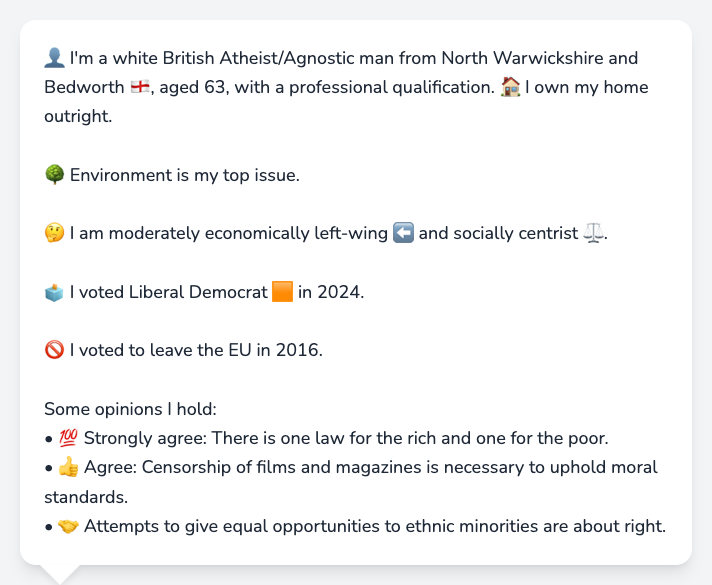 👤 I'm a white British Atheist/Agnostic man from North Warwickshire and
Bedworth 🏴󠁧󠁢󠁥󠁮󠁧󠁿, aged 63, with a professional qualification. 🏠 I own my home
outright.
🌳 Environment is my top issue.
🤔 I am moderately economically left-wing ⬅️ and socially centrist ⚖️.
🗳️ I voted Liberal Democrat 🟧 in 2024.
🚫 I voted to leave the EU in 2016.
Some opinions I hold:
• 💯 Strongly agree: There is one law for the rich and one for the poor.
• 👍 Agree: Censorship of films and magazines is necessary to uphold moral
standards.
• 🤝 Attempts to give equal opportunities to ethnic minorities are about right.